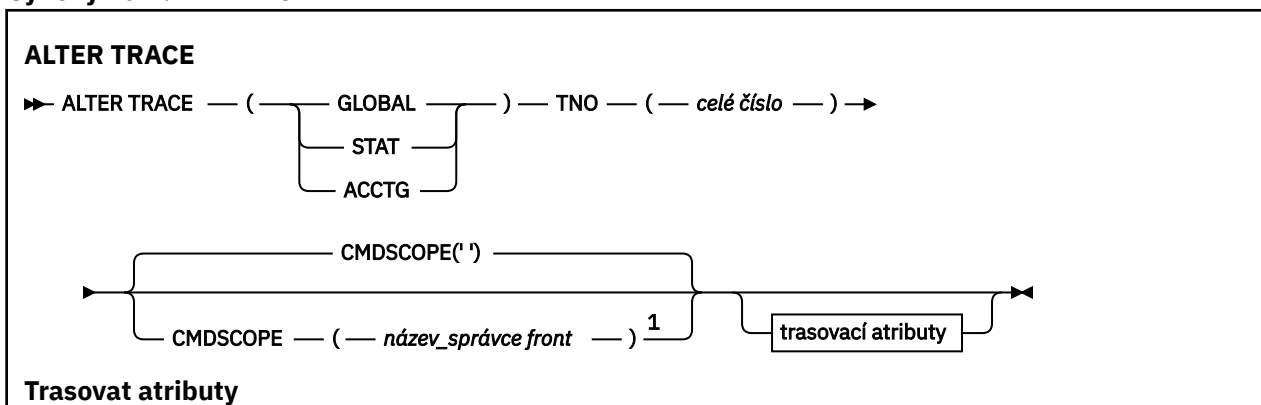 ALTER TRACE
ALTER TRACE ( GLOBAL ) TNO ( celé číslo )
STAT
ACCTG
CMDSCOPE(' ')
CMDSCOPE ( název_správce front ) 1
trasovací atributy
Trasovat atributy